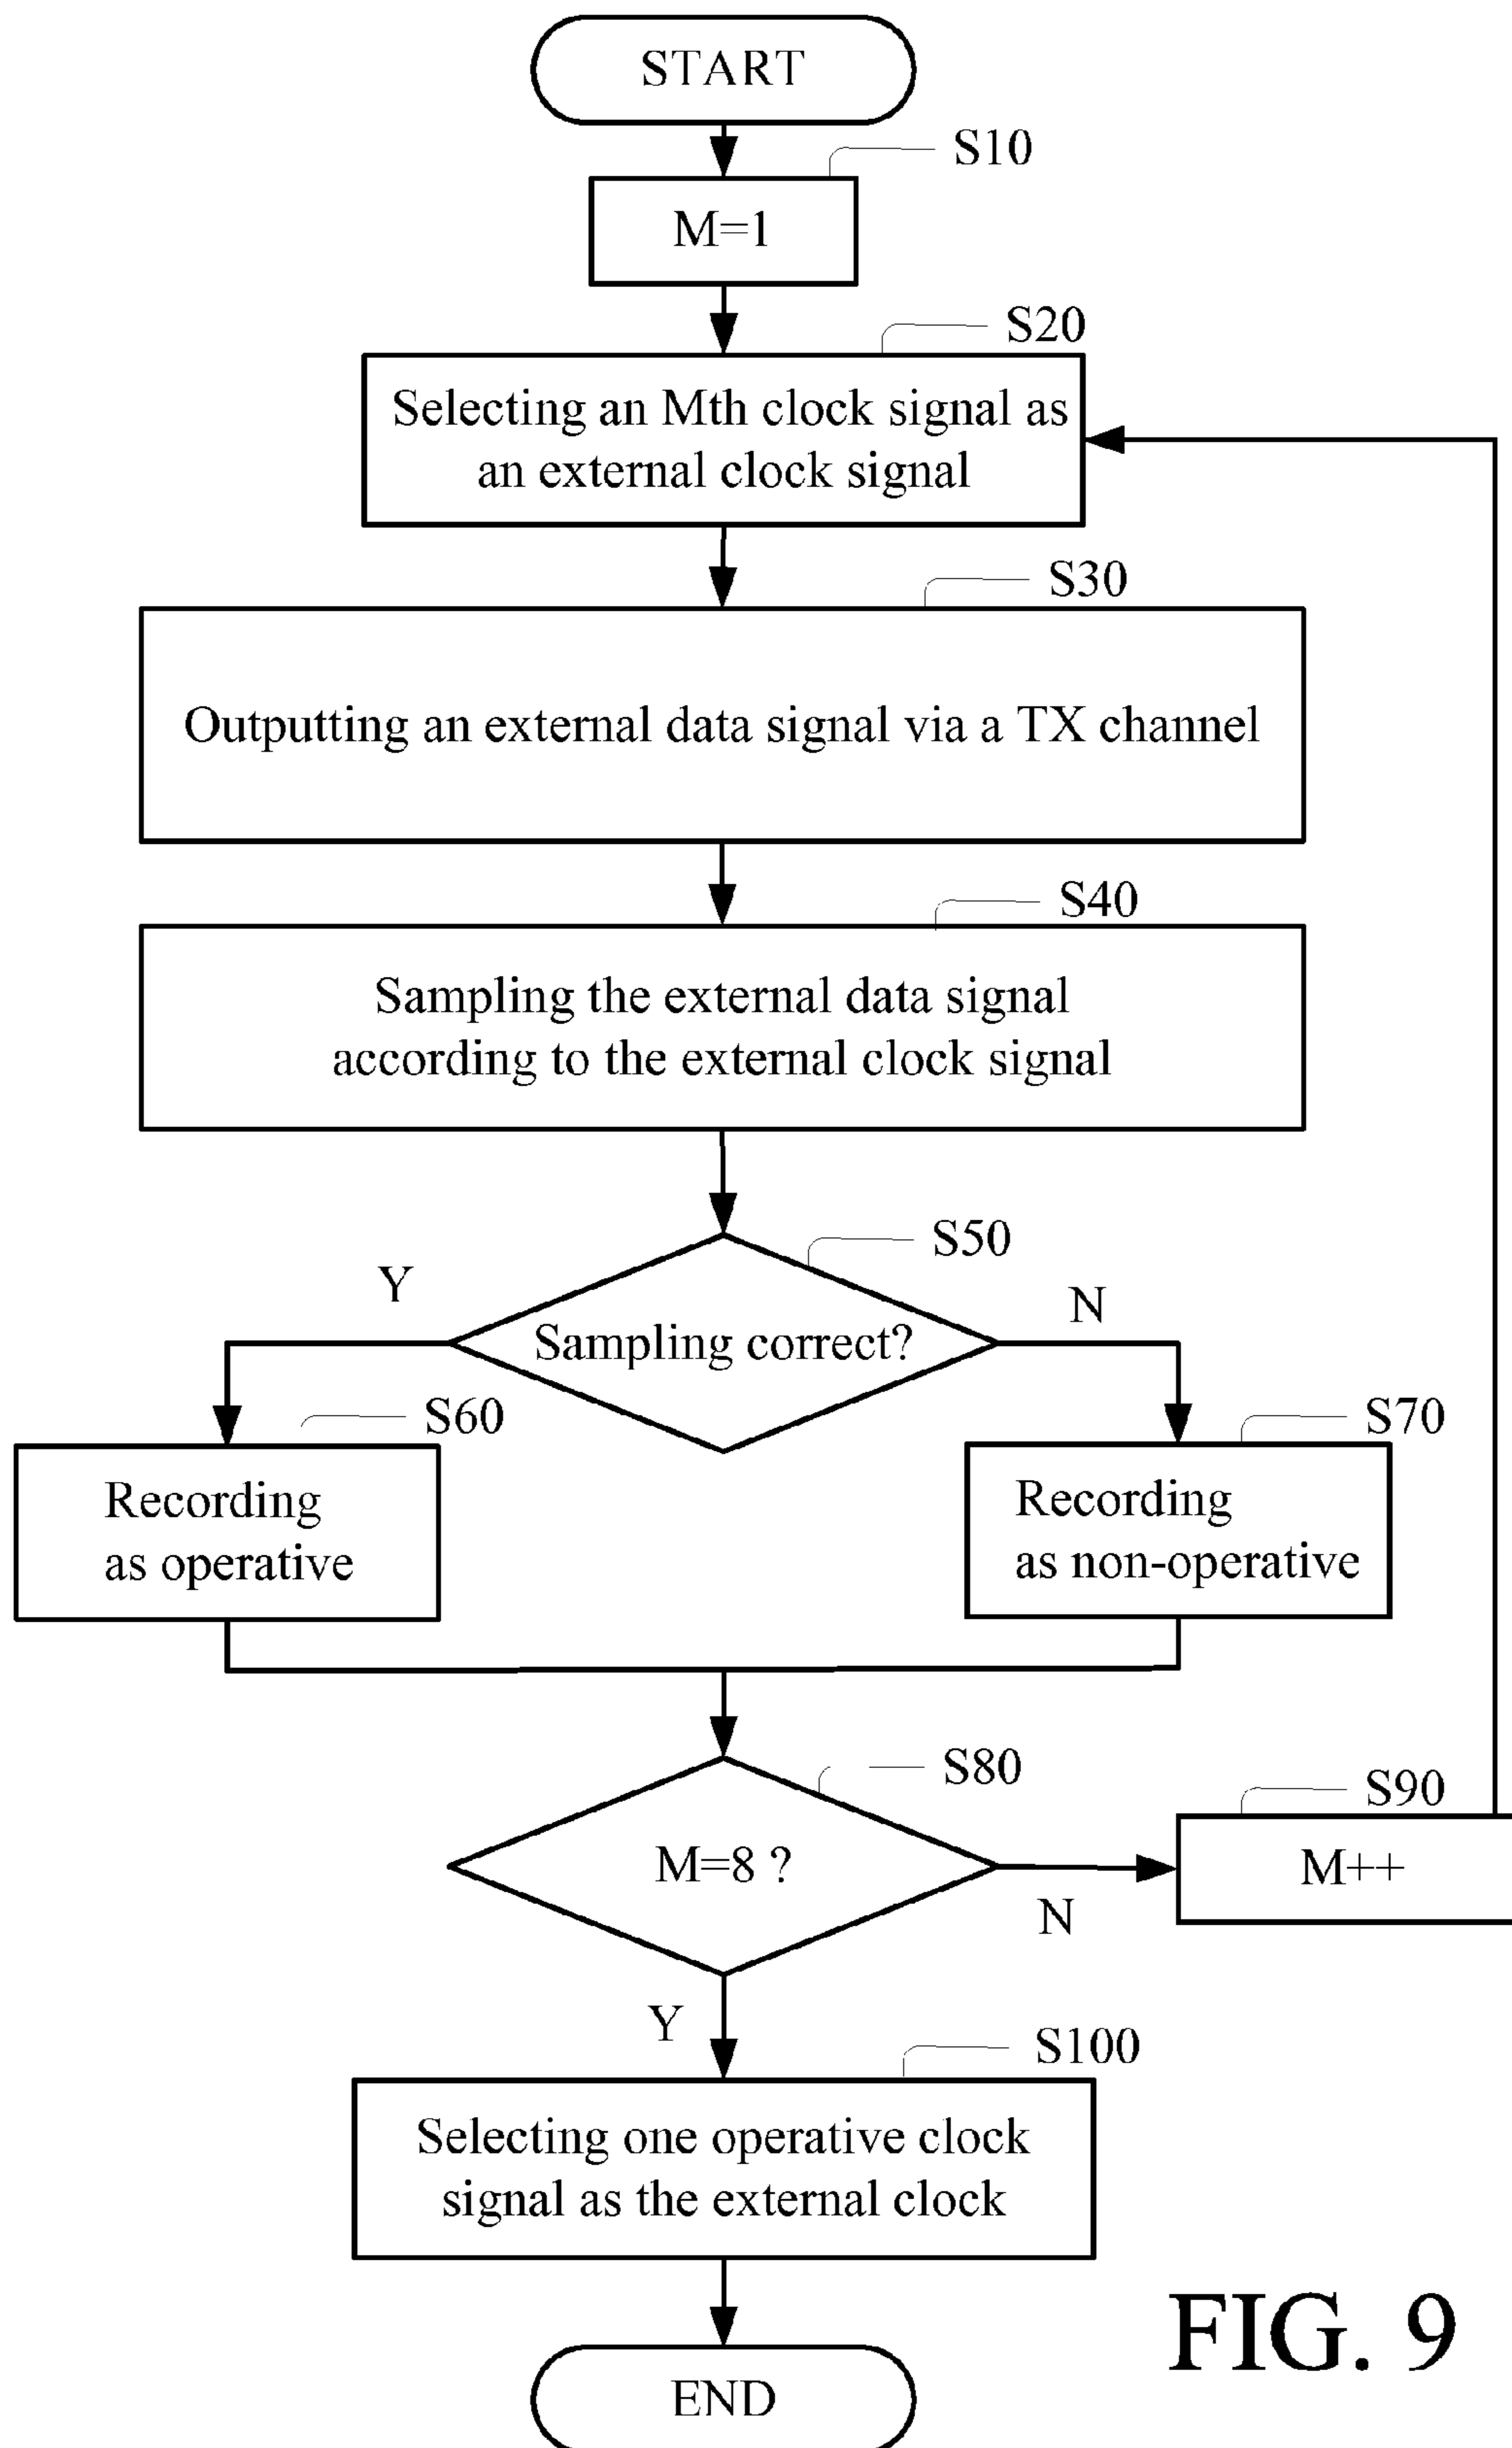 START
S10
M=1
S20
Selecting an Mth clock signal as
an external clock signal
S30
Outputting an external data signal via a TX channel
S40
Sampling the external data signal
according to the external clock signal
S50
Y
N
Sampling correct?
S60
S70
Recording
as operative
Recording
as non-operative
S80
S90
M=8 ?
M++
N
Y
S100
Selecting one operative clock
signal as the external clock
END
FIG. 9